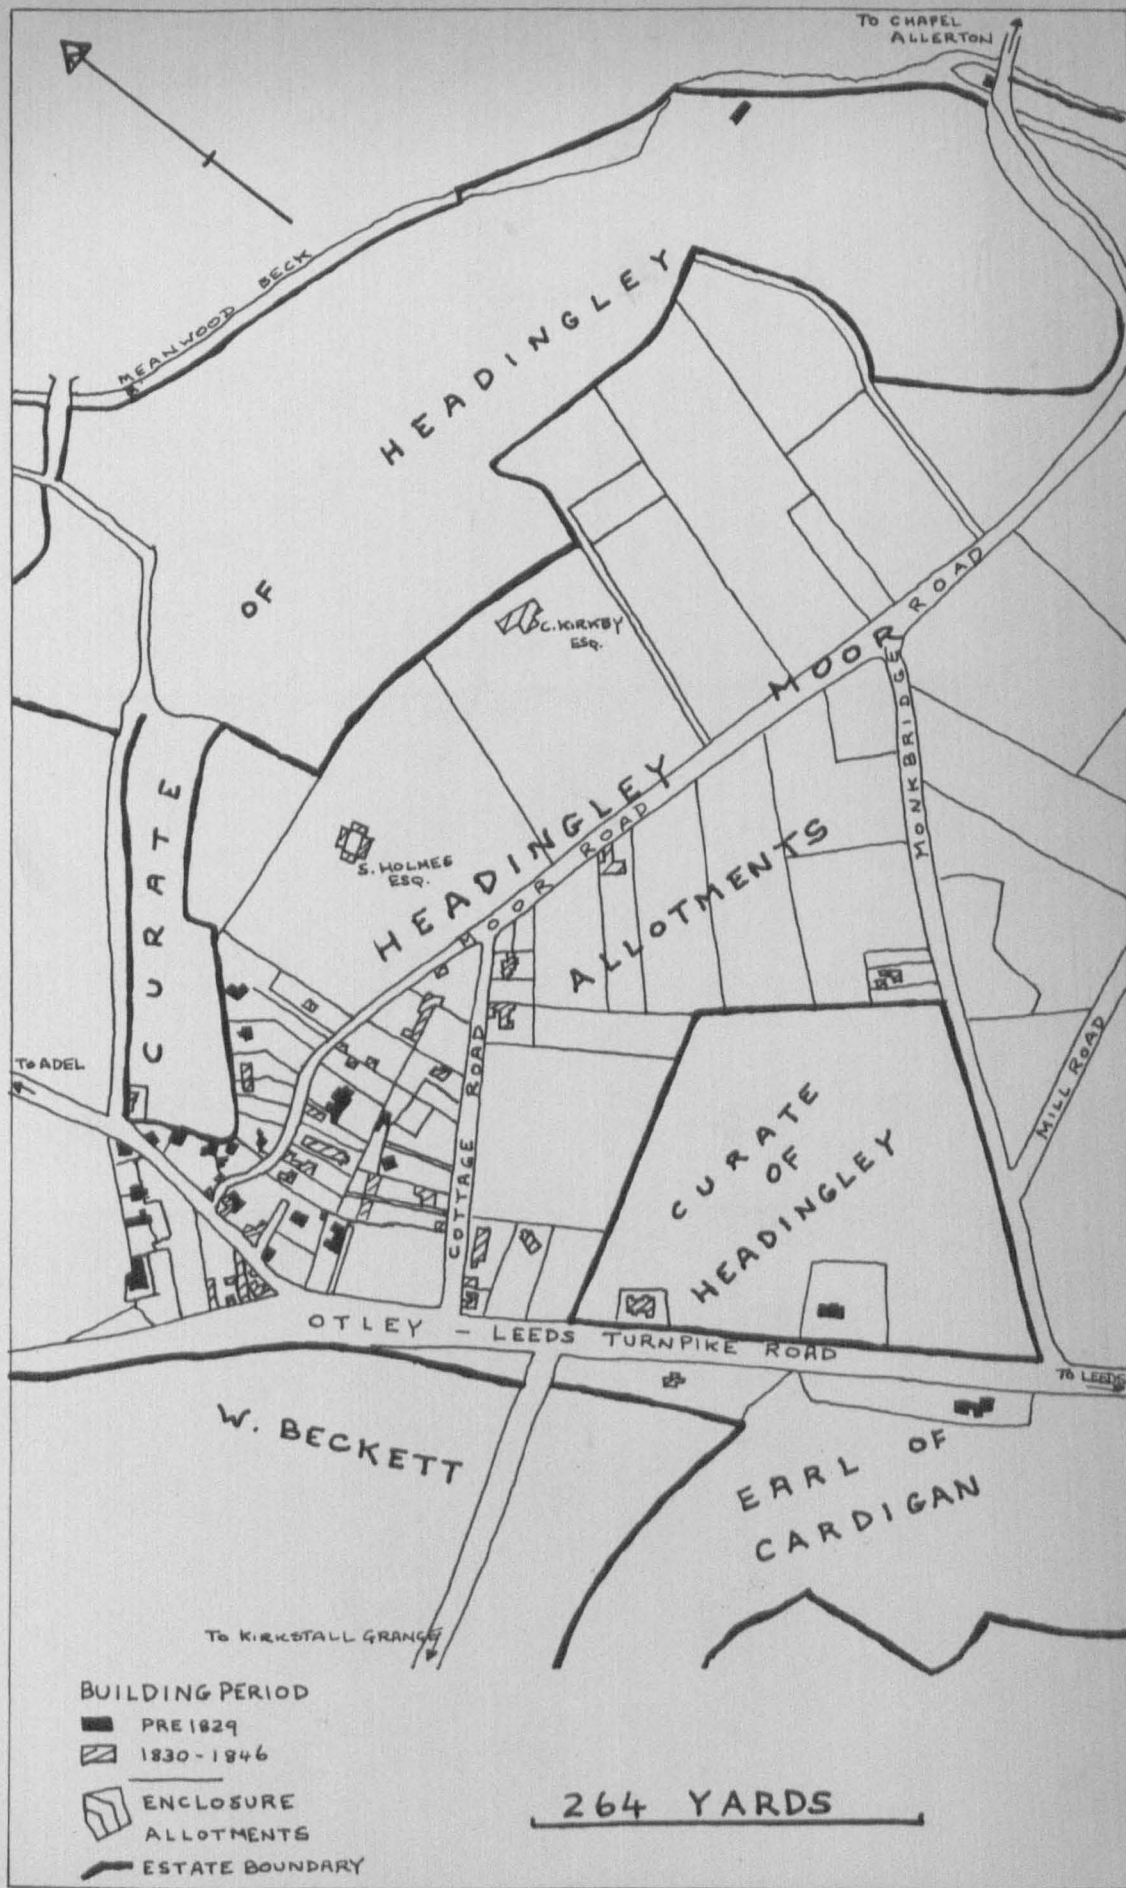 TO CHAPEL
ALLERTON
MEANWOOD BECK
HEADINGLEY
OF
CURATE
C. KIRKBY
ESQ.
S. HOLMES
ESQ.
HEADINGLEY MOOR
ALLOTMENTS
MOOR ROAD
ROAD
MONKBRIDGE
MILL ROAD
COTTAGE ROAD
TO ADEL
CURATE
OF
HEADINGLEY
OTLEY - LEEDS TURNPIKE ROAD
TO LEEDS
W. BECKETT
EARL OF
CARDIGAN
TO KIRKSTALL GRANGE
BUILDING PERIOD
PRE 1829
1830-1846
ENCLOSURE
ALLOTMENTS
ESTATE BOUNDARY
264 YARDS